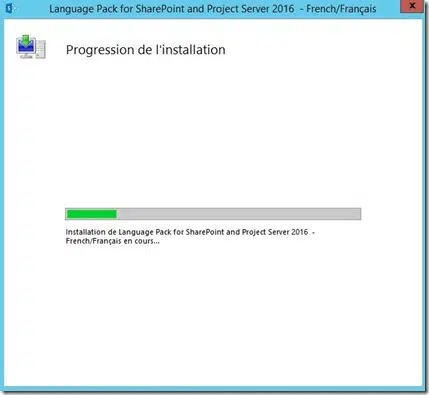 Language Pack for SharePoint and Project Server 2016 - French/Français
x
Progression de l'installation
Installation de Language Pack for SharePoint and Project Server 2016 -
French/Français en cours...